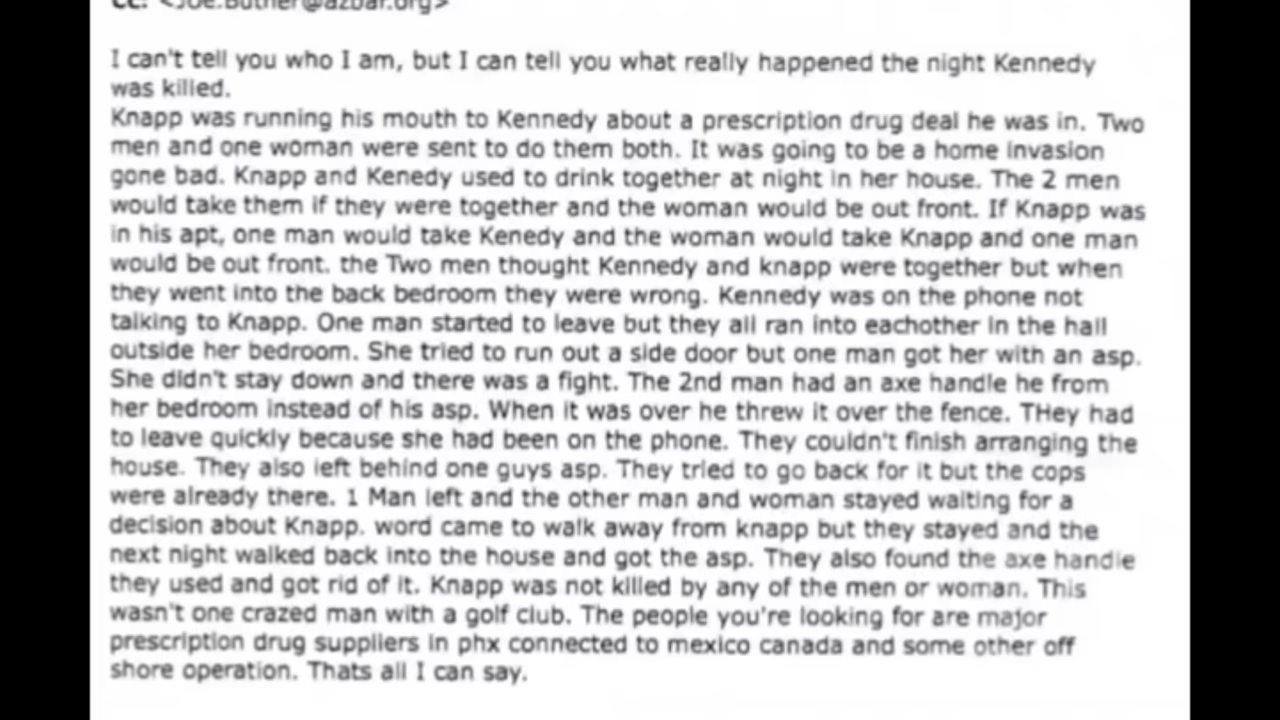 Cc: <Joe.Butner@azbar.org>
I can't tell you who I am, but I can tell you what really happened the night Kennedy
was killed.
Knapp was running his mouth to Kennedy about a prescription drug deal he was in. Two
men and one woman were sent to do them both. It was going to be a home invasion
gone bad. Knapp and Kenedy used to drink together at night in her house. The 2 men
would take them if they were together and the woman would be out front. If Knapp was
in his apt, one man would take Kenedy and the woman would take Knapp and one man
would be out front. the Two men thought Kennedy and knapp were together but when
they went into the back bedroom they were wrong. Kennedy was on the phone not
talking to Knapp. One man started to leave but they all ran into eachother in the hall
outside her bedroom. She tried to run out a side door but one man got her with an asp.
She didn't stay down and there was a fight. The 2nd man had an axe handle he from
her bedroom instead of his asp. When it was over he threw it over the fence. THey had
to leave quickly because she had been on the phone. They couldn't finish arranging the
house. They also left behind one guys asp. They tried to go back for it but the cops
were already there. 1 Man left and the other man and woman stayed waiting for a
decision about Knapp. word came to walk away from knapp but they stayed and the
next night walked back into the house and got the asp. They also found the axe handle
they used and got rid of it. Knapp was not killed by any of the men or woman. This
wasn't one crazed man with a golf club. The people you're looking for are major
prescription drug suppliers in phx connected to mexico canada and some other off
shore operation. Thats all I can say.